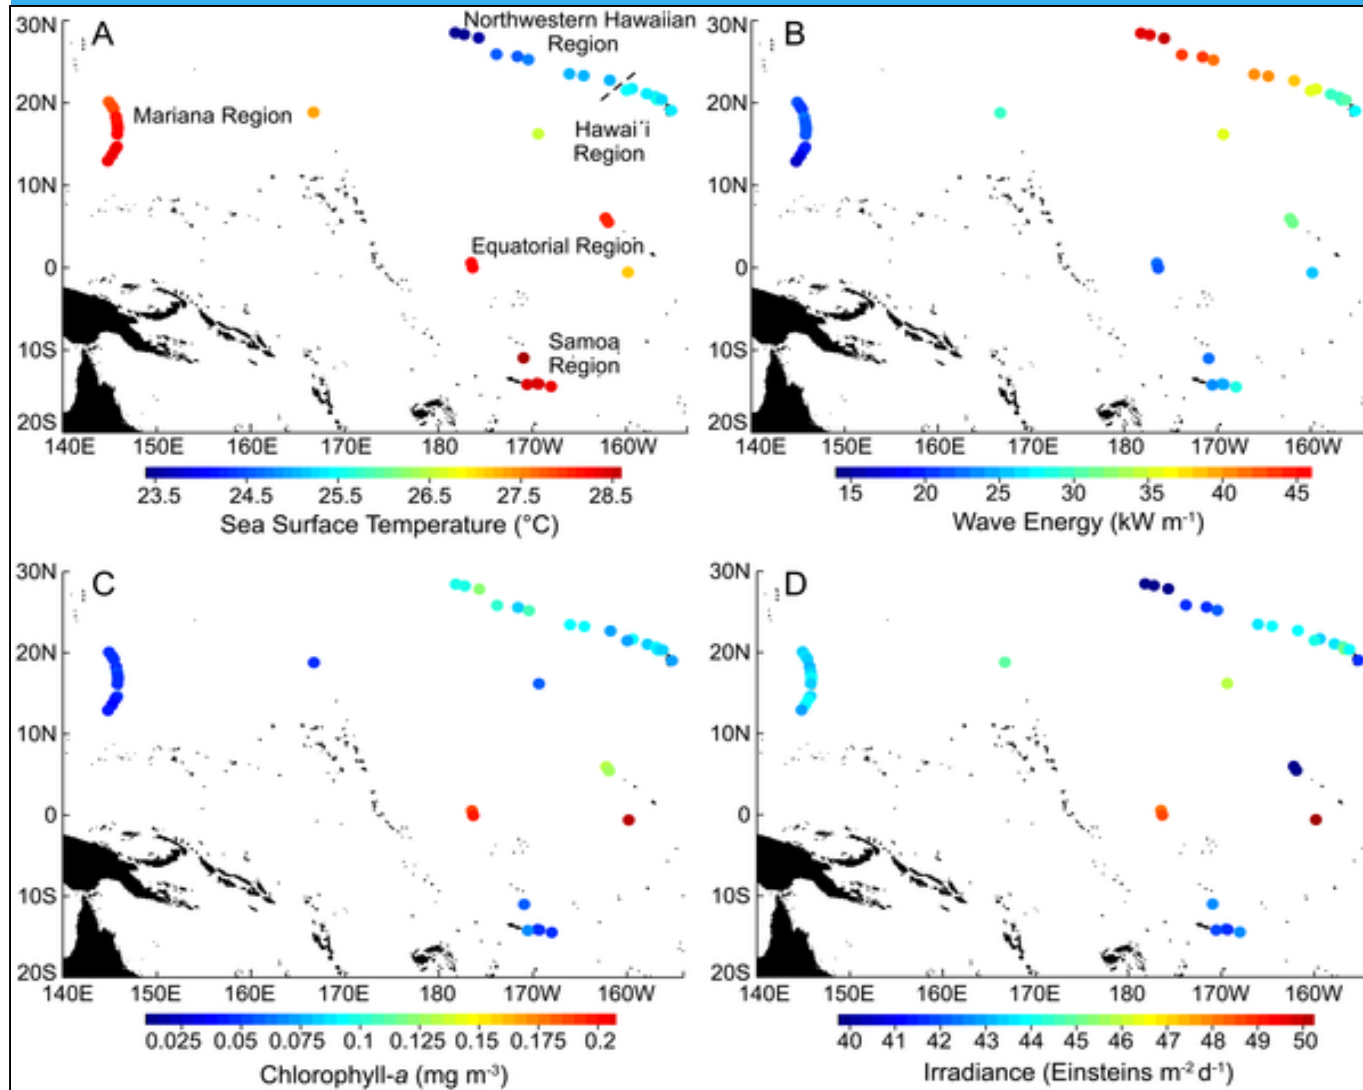 A
Northwestern Hawaiian
Region
Mariana Region
Hawai´i
Region
Equatorial Region
Samoa
Region
30N
20N
10N
0
10S
20S
140E 150E 160E 170E 180 170W 160W
23.5 24.5 25.5 26.5 27.5 28.5
Sea Surface Temperature (°C)
B
30N
20N
10N
0
10S
20S
140E 150E 160E 170E 180 170W 160W
15 20 25 30 35 40 45
Wave Energy (kW m⁻¹)
C
30N
20N
10N
0
10S
20S
140E 150E 160E 170E 180 170W 160W
0.025 0.05 0.075 0.1 0.125 0.15 0.175 0.2
Chlorophyll-a (mg m⁻³)
D
30N
20N
10N
0
10S
20S
140E 150E 160E 170E 180 170W 160W
40 41 42 43 44 45 46 47 48 49 50
Irradiance (Einsteins m⁻² d⁻¹)